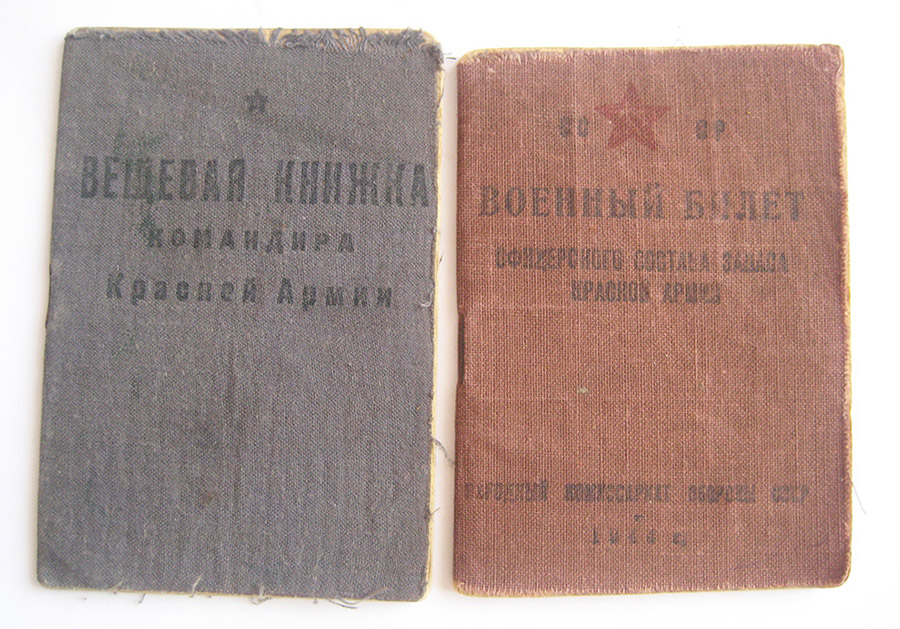 ВЕЩЕВАЯ КНИЖКА
КОМАНДИРА
Красной Армии
СС СР
ВОЕННЫЙ БИЛЕТ
ОФИЦЕРСКОГО СОСТАВА ЗАПАСА
КРАСНОЙ АРМИИ
НАРОДНЫЙ КОМИССАРИАТ ОБОРОНЫ СССР